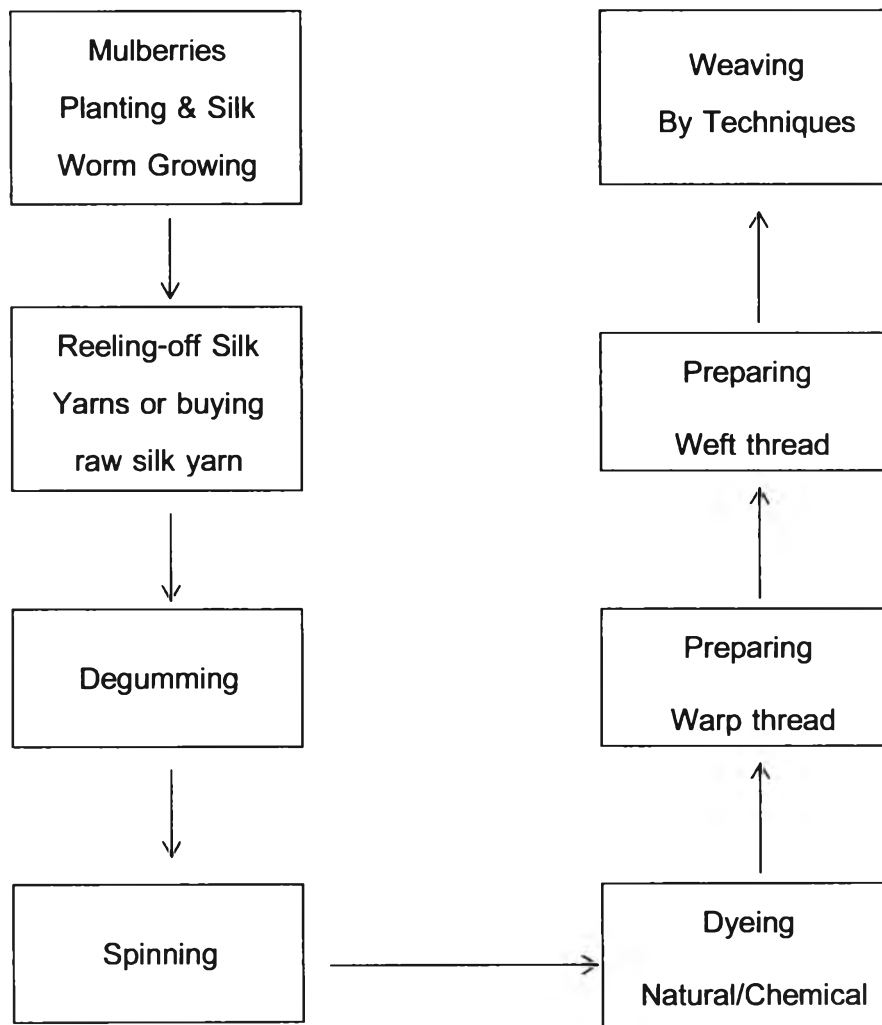 Mulberries
Planting & Silk
Worm Growing
Reeling-off Silk
Yarns or buying
raw silk yarn
Degumming
Spinning
Dyeing
Natural/Chemical
Preparing
Warp thread
Preparing
Weft thread
Weaving
By Techniques